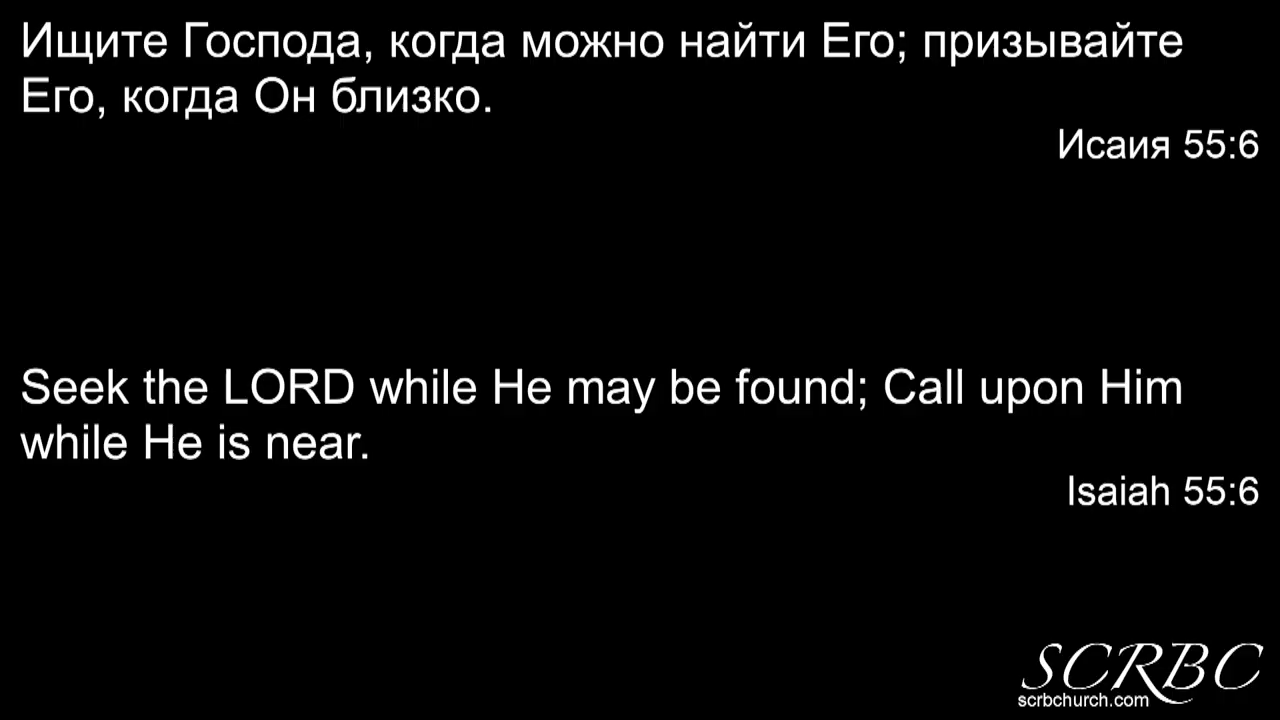 Ищите Господа, когда можно найти Его; призывайте
Его, когда Он близко.
Исаия 55:6
Seek the LORD while He may be found; Call upon Him
while He is near.
Isaiah 55:6
SCRBC
scrbchurch.com